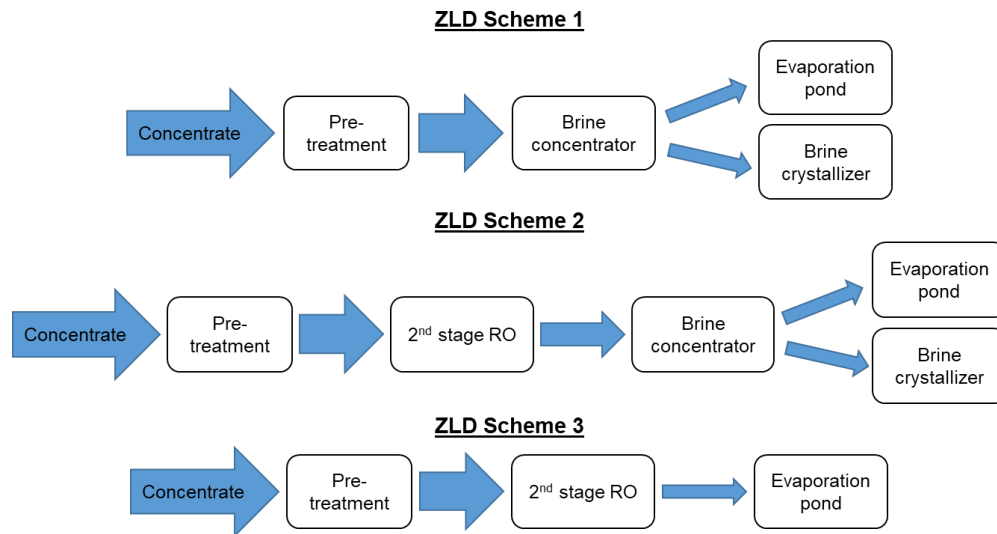 ZLD Scheme 1
Concentrate
Pre-
treatment
Brine
concentrator
Evaporation
pond
Brine
crystallizer
ZLD Scheme 2
Concentrate
Pre-
treatment
2nd stage RO
Brine
concentrator
Evaporation
pond
Brine
crystallizer
ZLD Scheme 3
Concentrate
Pre-
treatment
2nd stage RO
Evaporation
pond